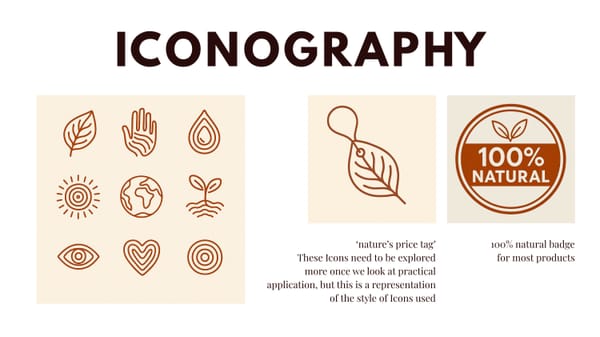 ICONOGRAPHY
100%
NATURAL
‘nature’s price tag’
These Icons need to be explored
more once we look at practical
application, but this is a representation
of the style of Icons used
100% natural badge
for most products